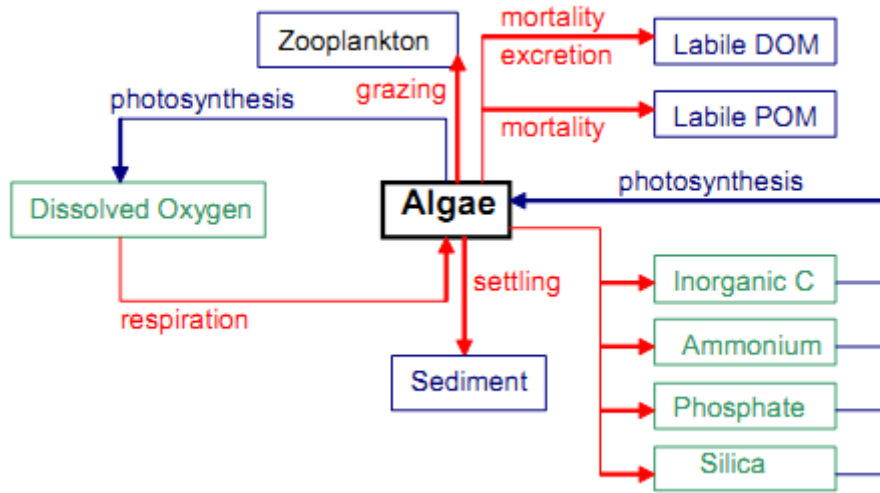 mortality
Zooplankton
Labile DOM
excretion
photosynthesis
grazing
mortality
Labile POM
photosynthesis
Algae
Dissolved Oxygen
settling
Inorganic C
respiration
Ammonium
Sediment
Phosphate
Silica